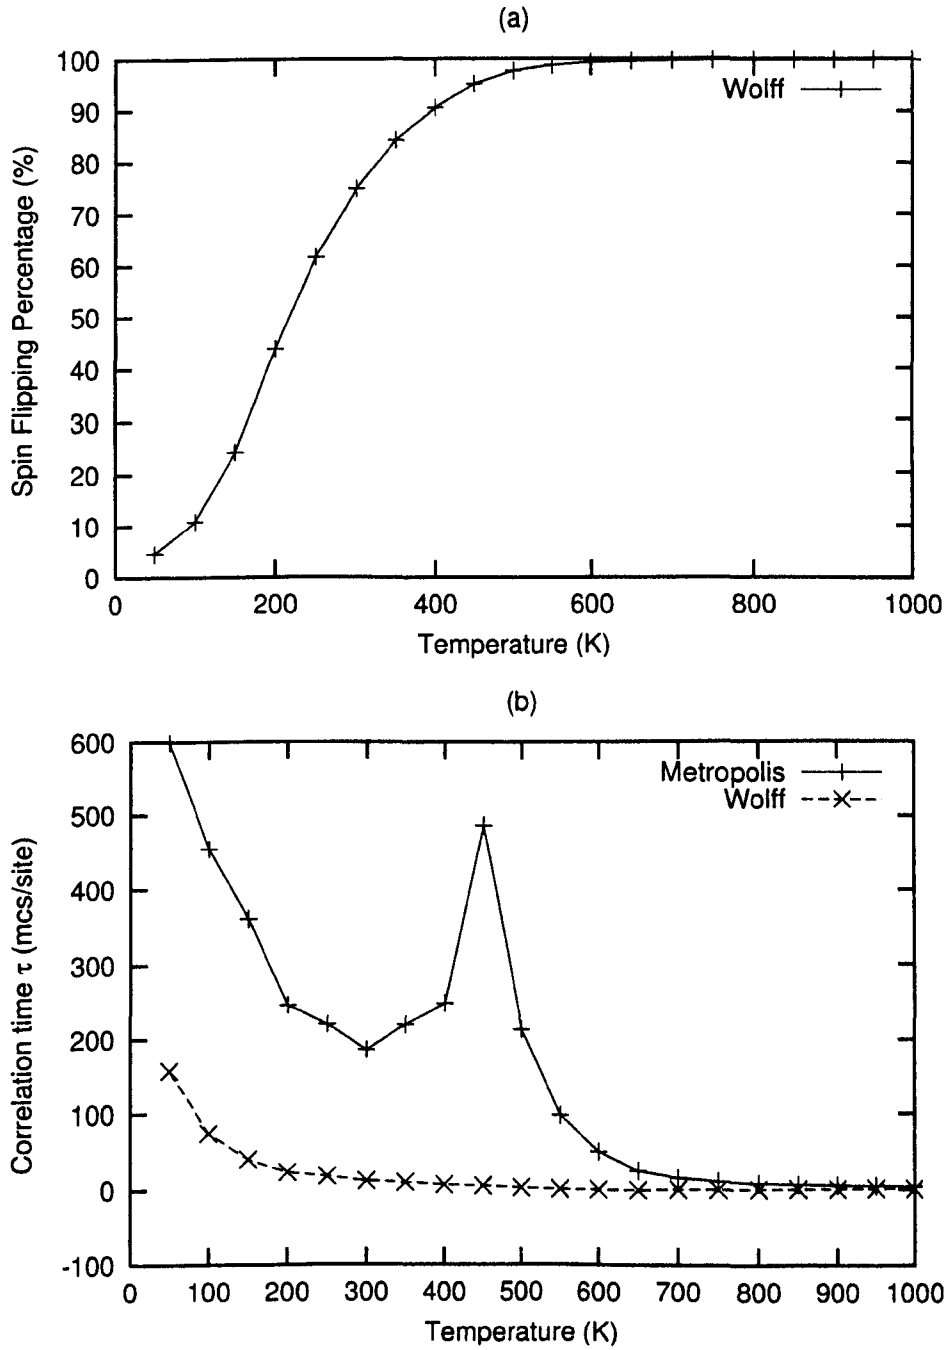 (a)
100
90
80
70
60
50
40
30
20
10
0
Spin Flipping Percentage (%)
Wolff
0 200 400 600 800 1000
Temperature (K)
(b)
600
500
400
300
200
100
0
-100
Correlation time τ (mcs/site)
Metropolis
Wolff
0 100 200 300 400 500 600 700 800 900 1000
Temperature (K)